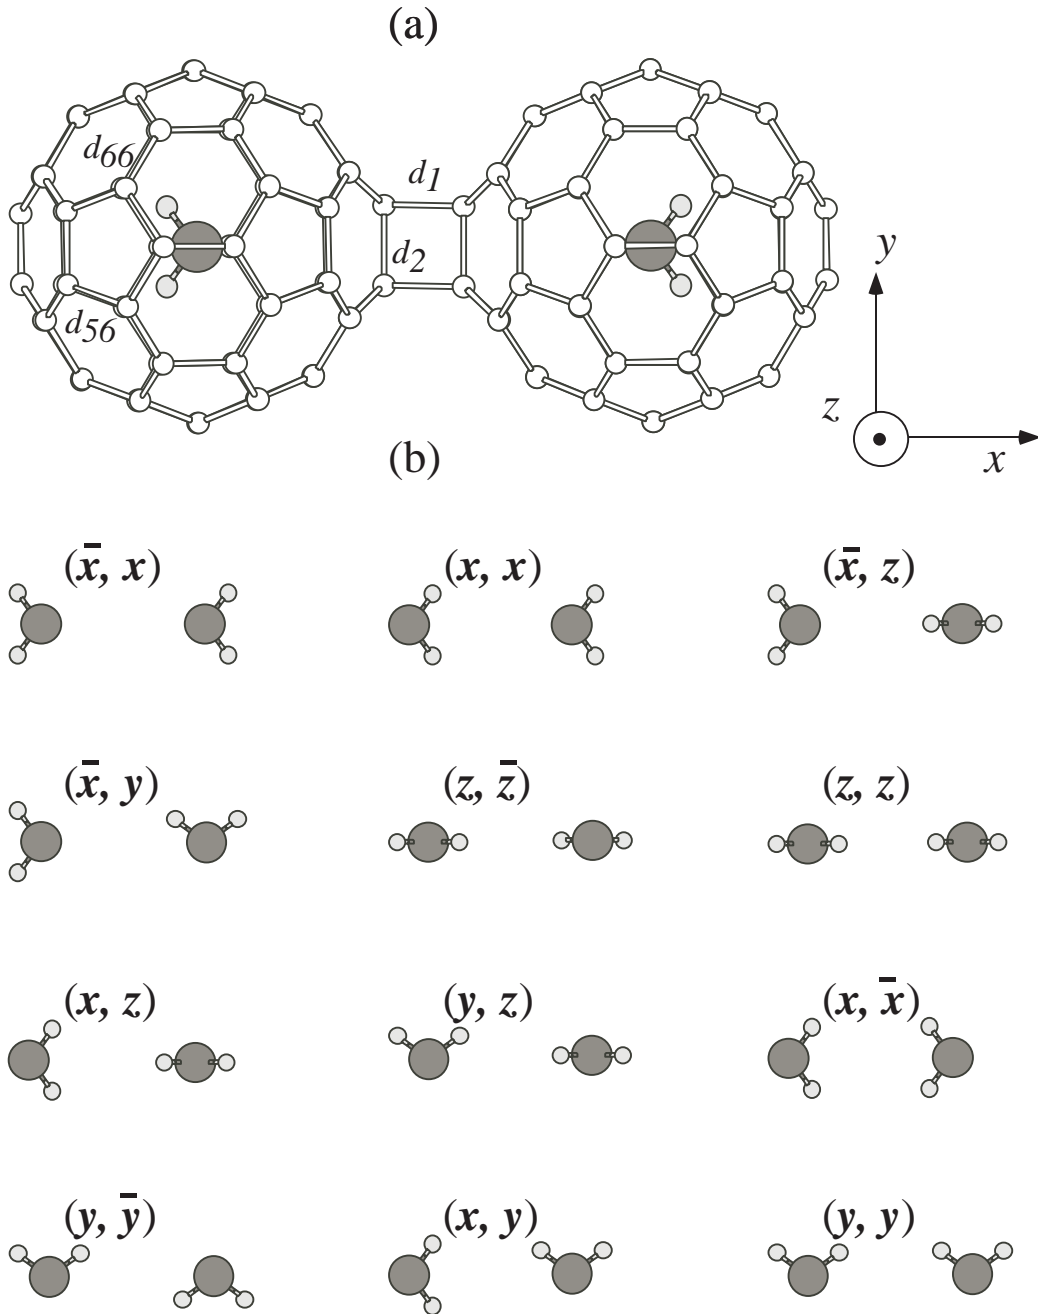 (a)
d66
d1
d2
d56
y
z
x
(b)
(x̄, x) (x, x) (x̄, z)
(x̄, y) (z, z̄) (z, z)
(x, z) (y, z) (x, x̄)
(y, ȳ) (x, y) (y, y)